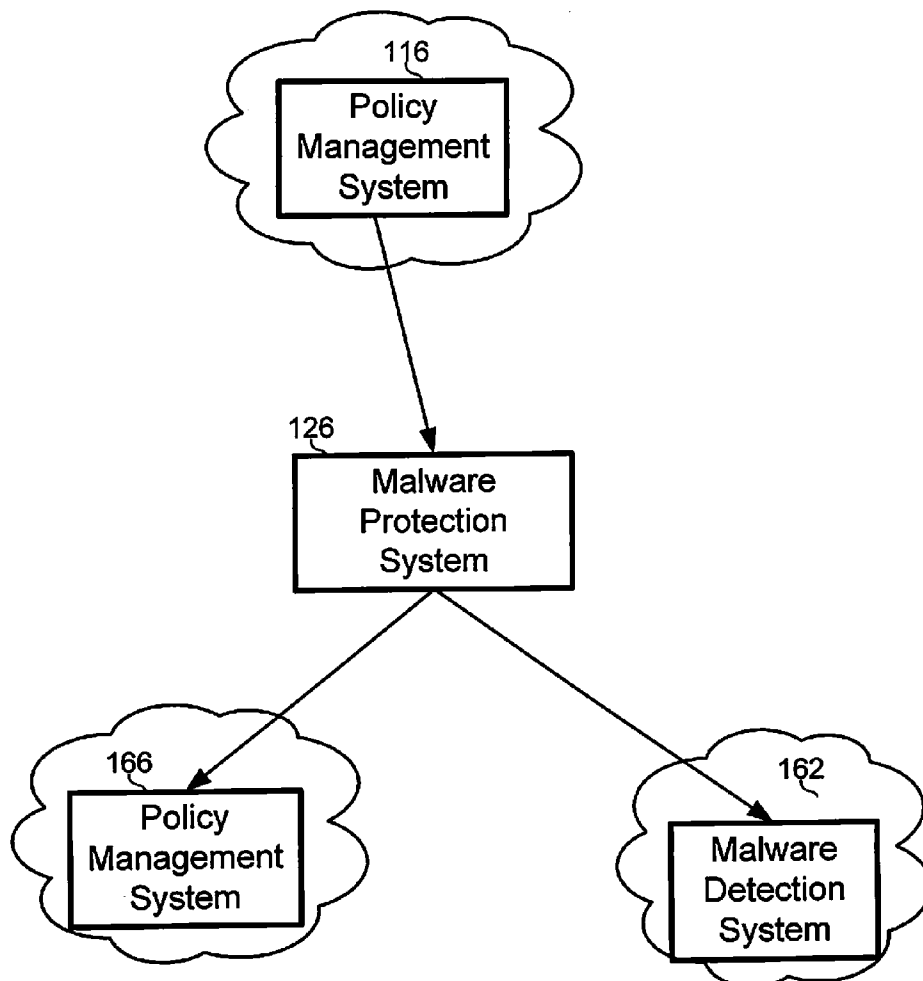 116
Policy
Management
System
126
Malware
Protection
System
166
Policy
Management
System
162
Malware
Detection
System